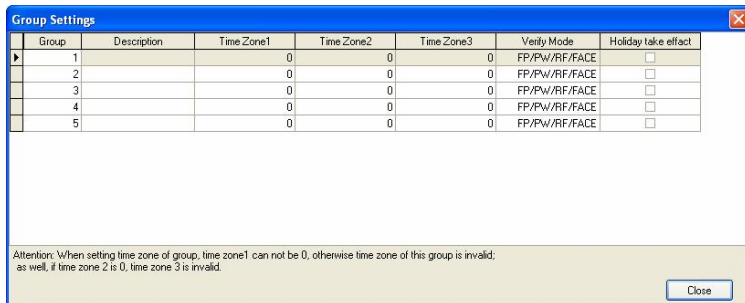 Group Settings
Group Description Time Zone1 Time Zone2 Time Zone3 Verify Mode Holiday take effact
1 0 0 0 FP/PW/RF/FACE
2 0 0 0 FP/PW/RF/FACE
3 0 0 0 FP/PW/RF/FACE
4 0 0 0 FP/PW/RF/FACE
5 0 0 0 FP/PW/RF/FACE
Attention: When setting time zone of group, time zone1 can not be 0, otherwise time zone of this group is invalid;
as well, if time zone 2 is 0, time zone 3 is invalid.
Close